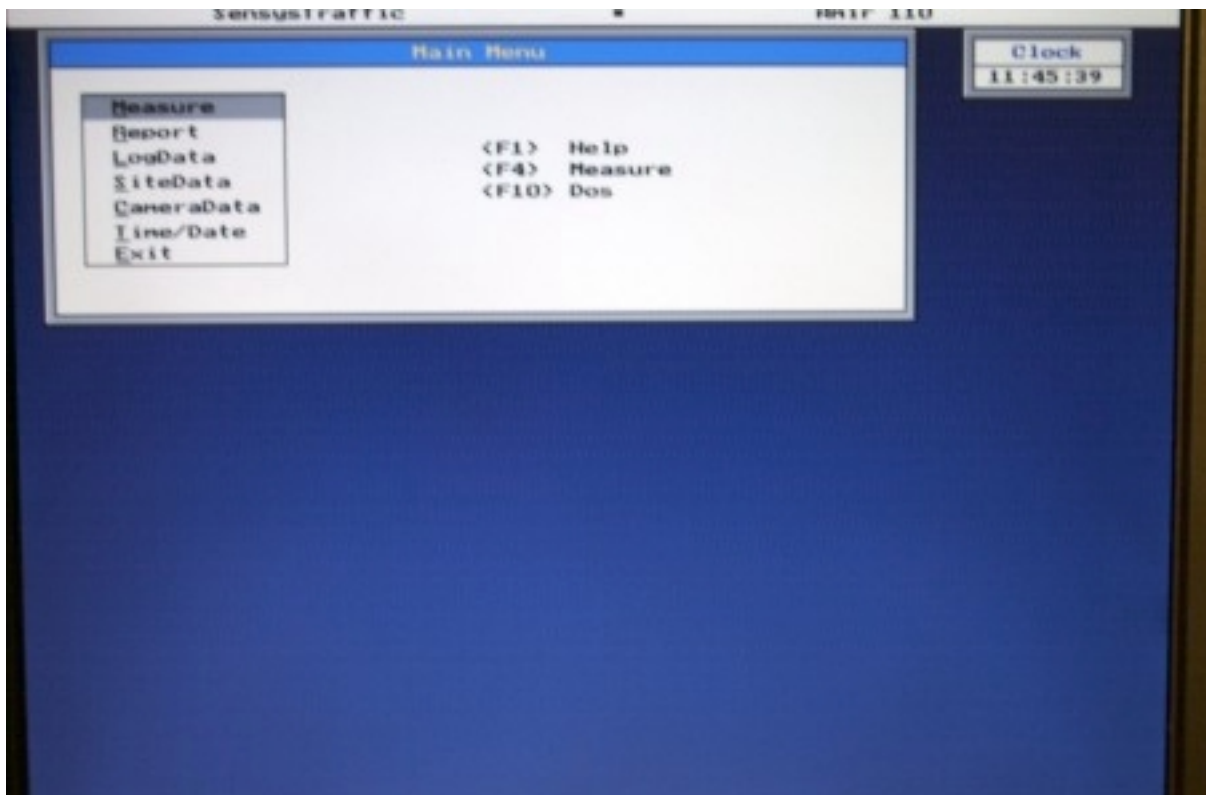 SensysTraffic
Main Menu
Clock
11:45:39
Measure
Report
LogData
SiteData
CameraData
Time/Date
Exit
<F1> Help
<F4> Measure
<F10> Dos